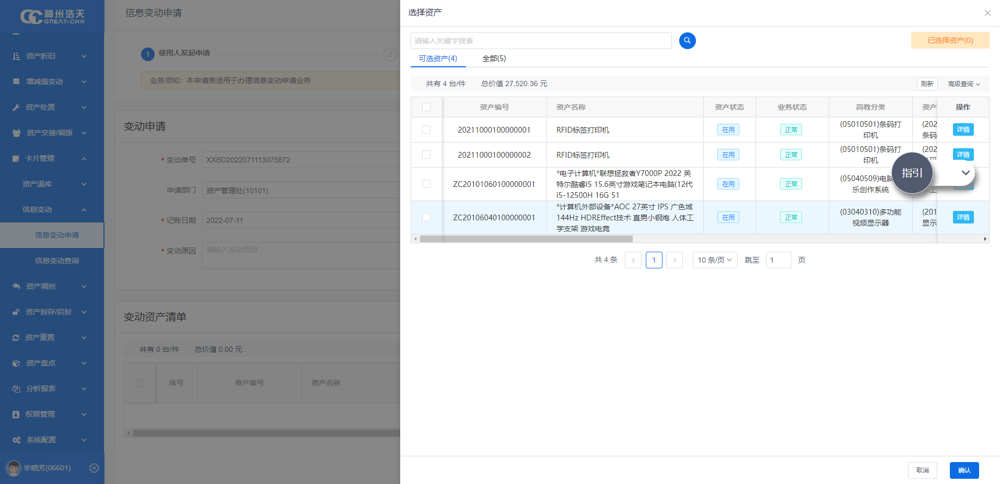 神州浩天
GREAT-CHN
资产折旧
增减值变动
资产处置
资产交接/调拨
卡片管理
资产退库
信息变动
信息变动申请
信息变动查询
资产调剂
资产封存/启封
资产重置
资产盘点
分析报表
权限管理
系统配置
毕晓芳(06601)
信息变动申请
1 使用人发起申请 2
业务须知：本申请表适用于办理信息变动申请业务
变动申请
* 变动单号 XXBD2022071113075872
申请部门 资产管理处(10101)
* 记账日期 2022-07-11
* 变动原因 请输入变动原因
变动资产清单
共有 0 台/件 总价值 0.00 元
序号 资产编号 资产名称
选择资产
请输入关键字搜素
已选择资产(0)
可选资产(4) 全部(5)
共有 4 台/件 总价值 27,520.36 元 刷新 高级查询
资产编号 资产名称 资产状态 业务状态 高教分类 资产 操作
20211000100000001 RFID标签打印机 在用 正常 (05010501)条码打
印机 (202
条码 详情
20211000100000002 RFID标签打印机 在用 正常 (05010501)条码打
印机 (202
详情
ZC20101060100000001 *电子计算机*联想拯救者Y7000P 2022 英
特尔酷睿i5 15.6英寸游戏笔记本电脑(12代
i5-12500H 16G 51 在用 正常 (05040509)电脑
乐创作系统
指引
ZC20106040100000001 *计算机外部设备*AOC 27英寸 IPS 广色域
144Hz HDREffect技术 直男小钢炮 人体工
学支架 游戏电竞 在用 正常 (03040310)多功能
视频显示器 (201
显示 详情
共 4 条 1 10 条/页 跳至 1 页
取消 确认